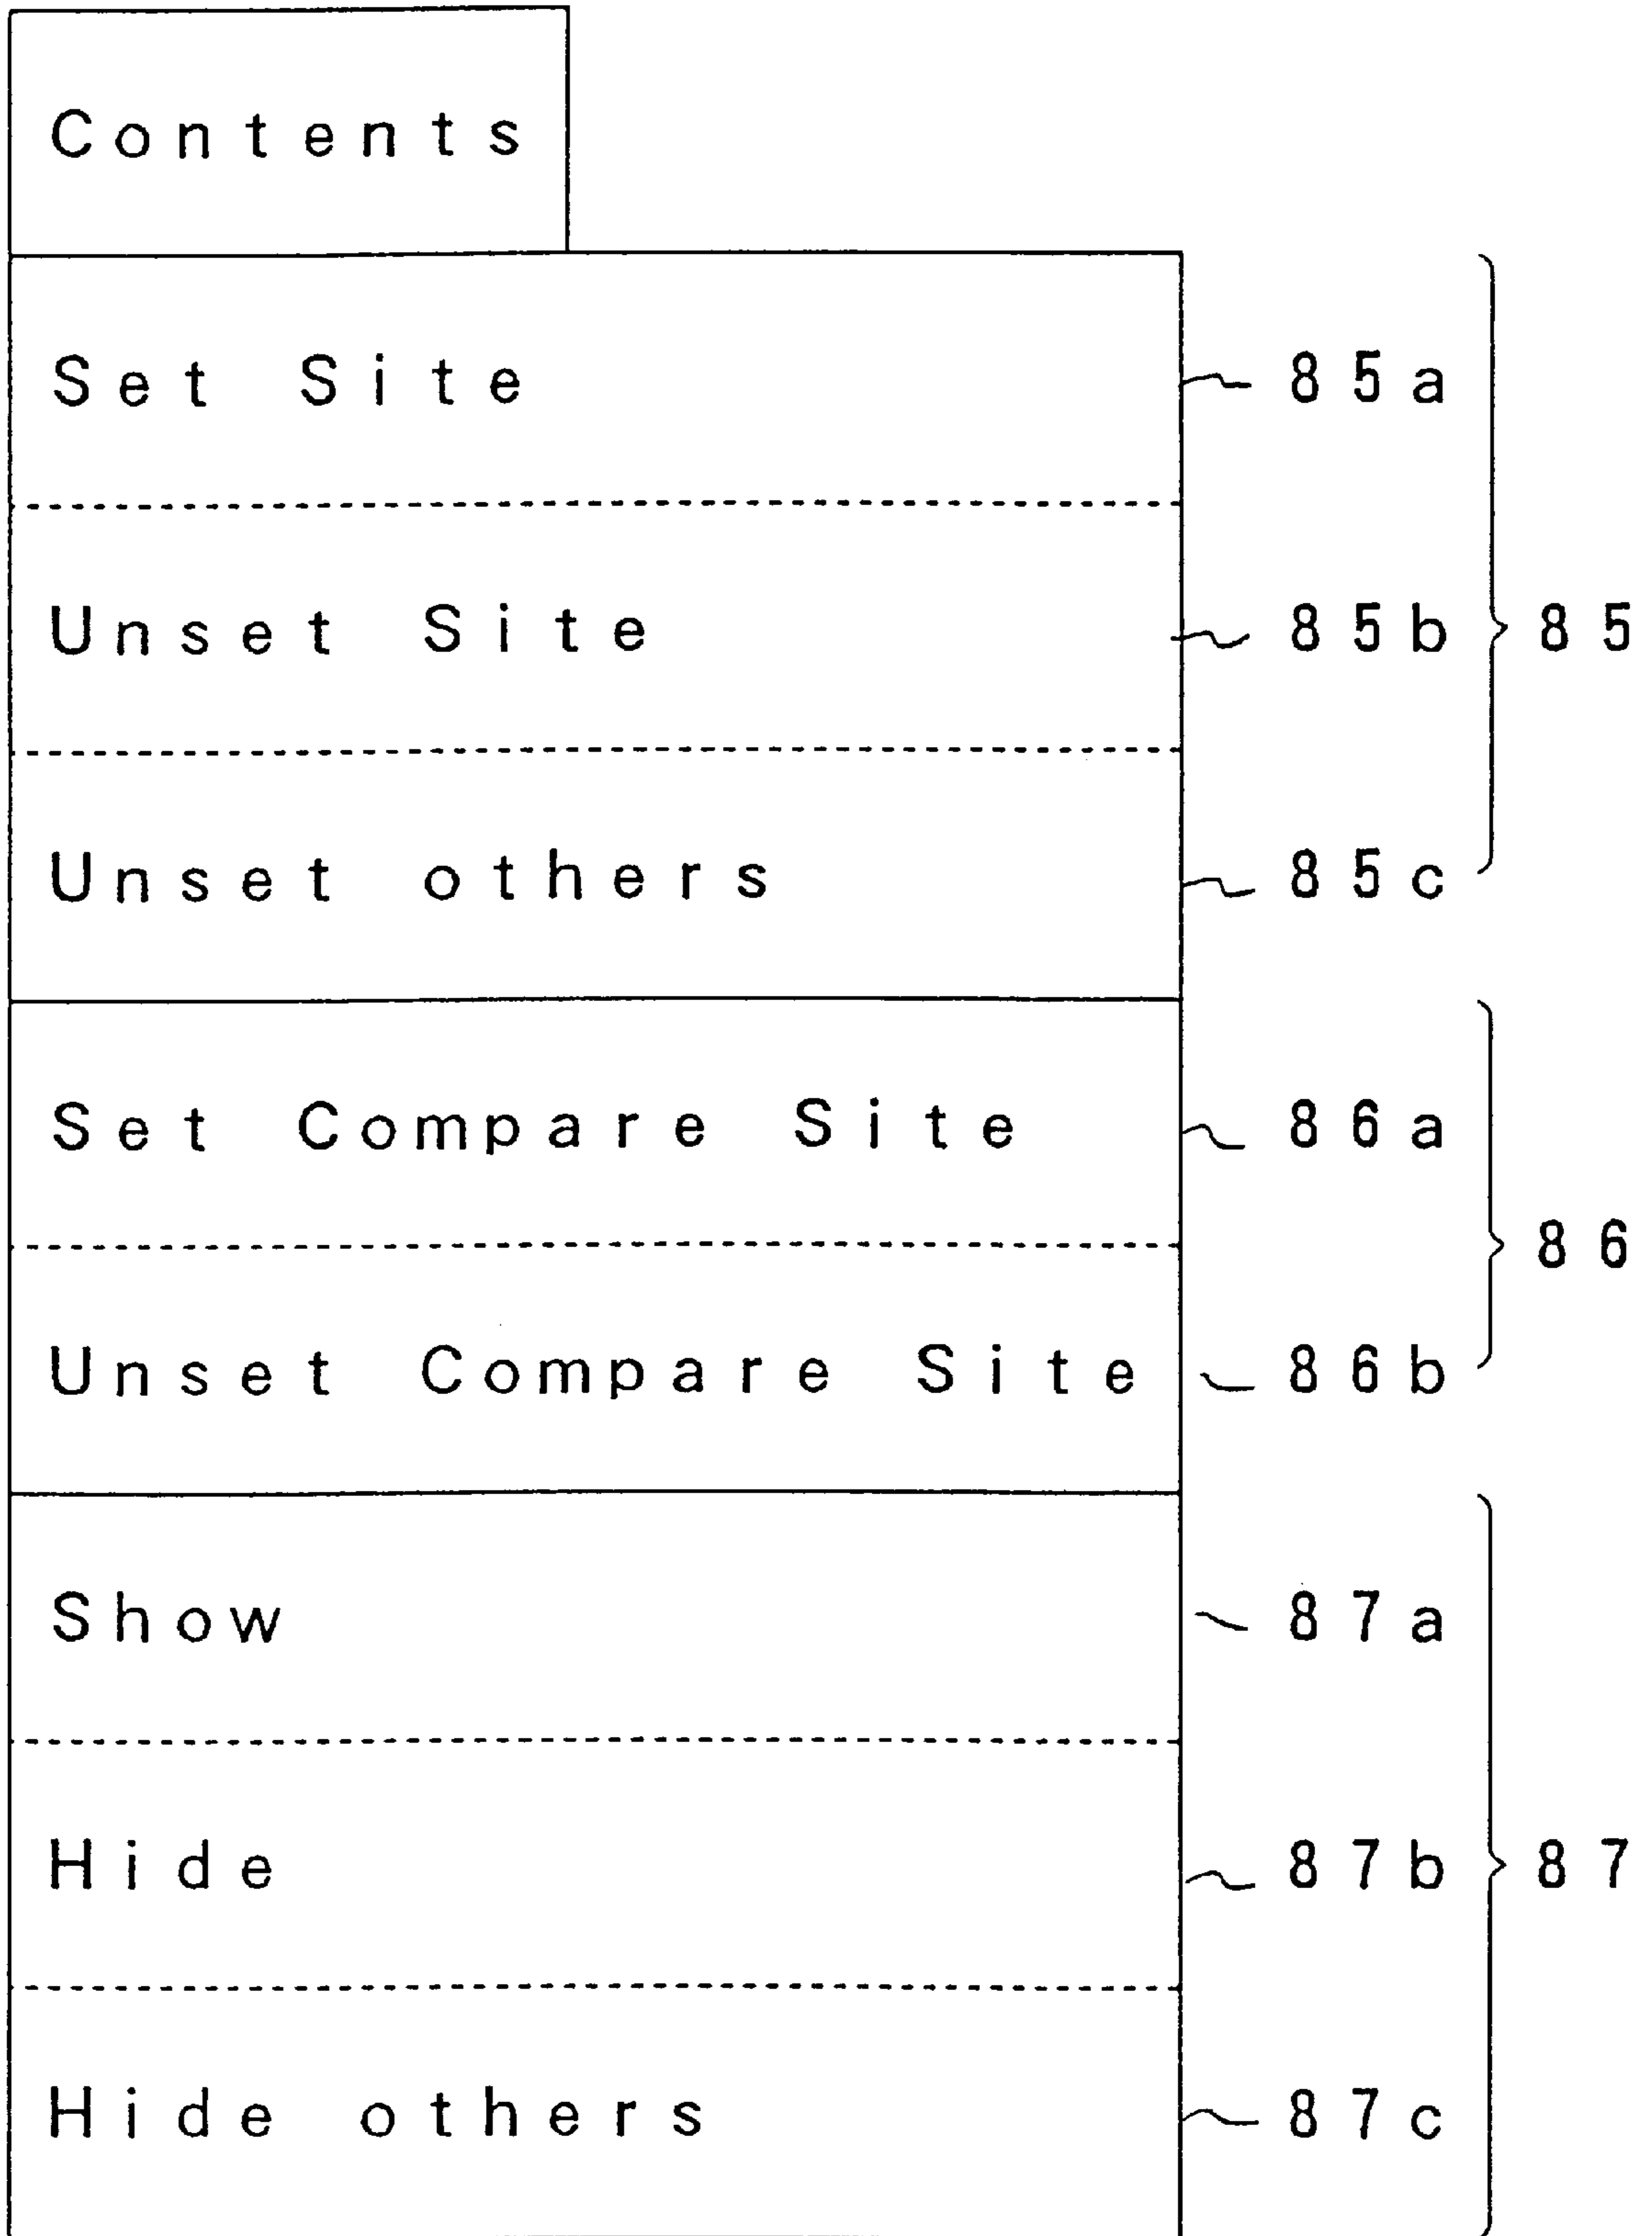 Contents
Set Site 85a
Unset Site 85b 85
Unset others 85c
Set Compare Site 86a
86
Unset Compare Site 86b
Show 87a
Hide 87b 87
Hide others 87c